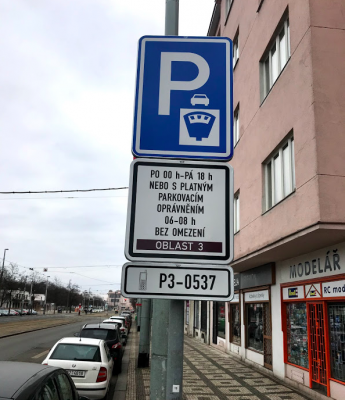 P
PO 00 h-PÁ 18 h
NEBO S PLATNÝM
PARKOVACÍM
OPRÁVNĚNÍM
06-08 h
BEZ OMEZENÍ
OBLAST 3
P3-0537
MODELÁŘ
RC mod